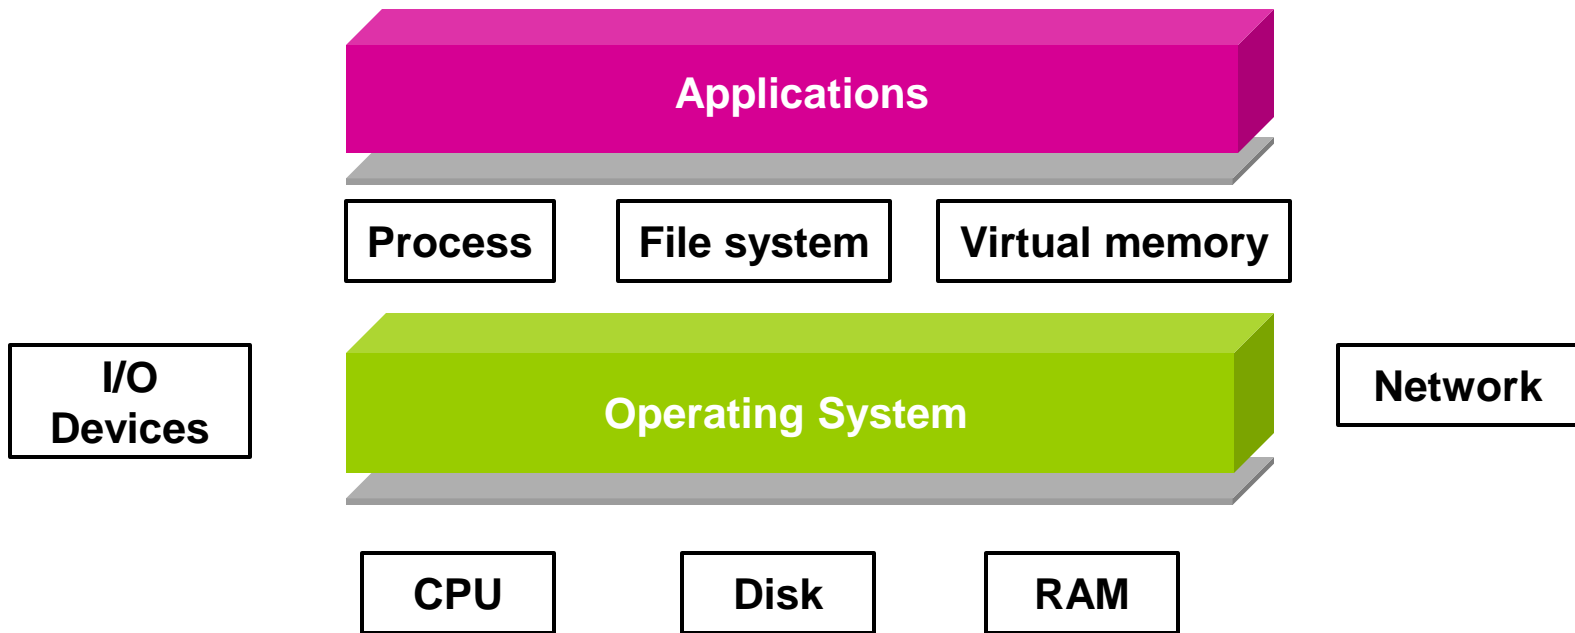 Applications
Process
File system
Virtual memory
I/O
Devices
Operating System
Network
CPU
Disk
RAM